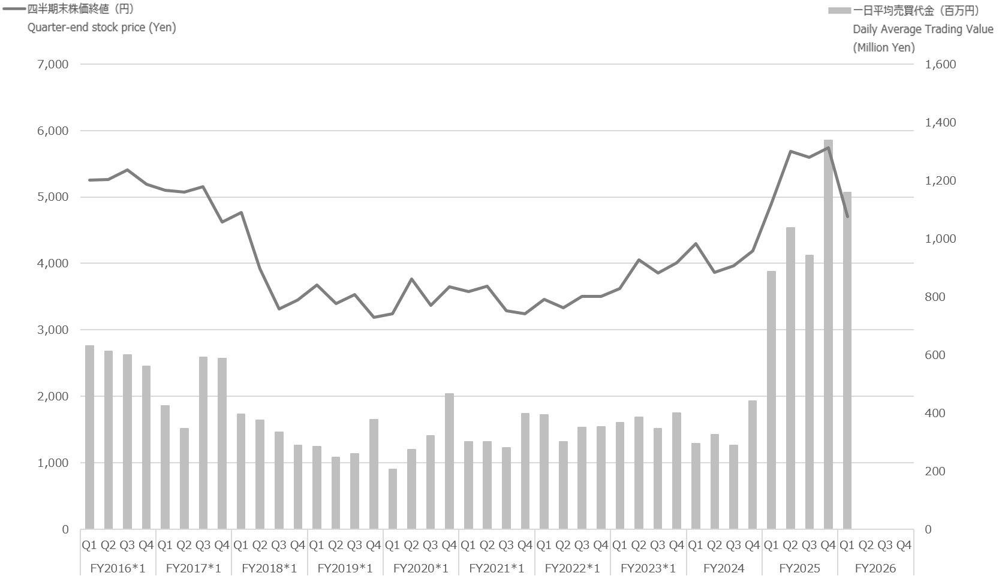 四半期末株価終値（円）
Quarter-end stock price (Yen)
一日平均売買代金（百万円）
Daily Average Trading Value
(Million Yen)
7,000
6,000
5,000
4,000
3,000
2,000
1,000
0
1,600
1,400
1,200
1,000
800
600
400
200
0
Q1 Q2 Q3 Q4 Q1 Q2 Q3 Q4 Q1 Q2 Q3 Q4 Q1 Q2 Q3 Q4 Q1 Q2 Q3 Q4 Q1 Q2 Q3 Q4 Q1 Q2 Q3 Q4 Q1 Q2 Q3 Q4 Q1 Q2 Q3 Q4 Q1 Q2 Q3 Q4 Q1 Q2 Q3 Q4
FY2016*1 FY2017*1 FY2018*1 FY2019*1 FY2020*1 FY2021*1 FY2022*1 FY2023*1 FY2024 FY2025 FY2026